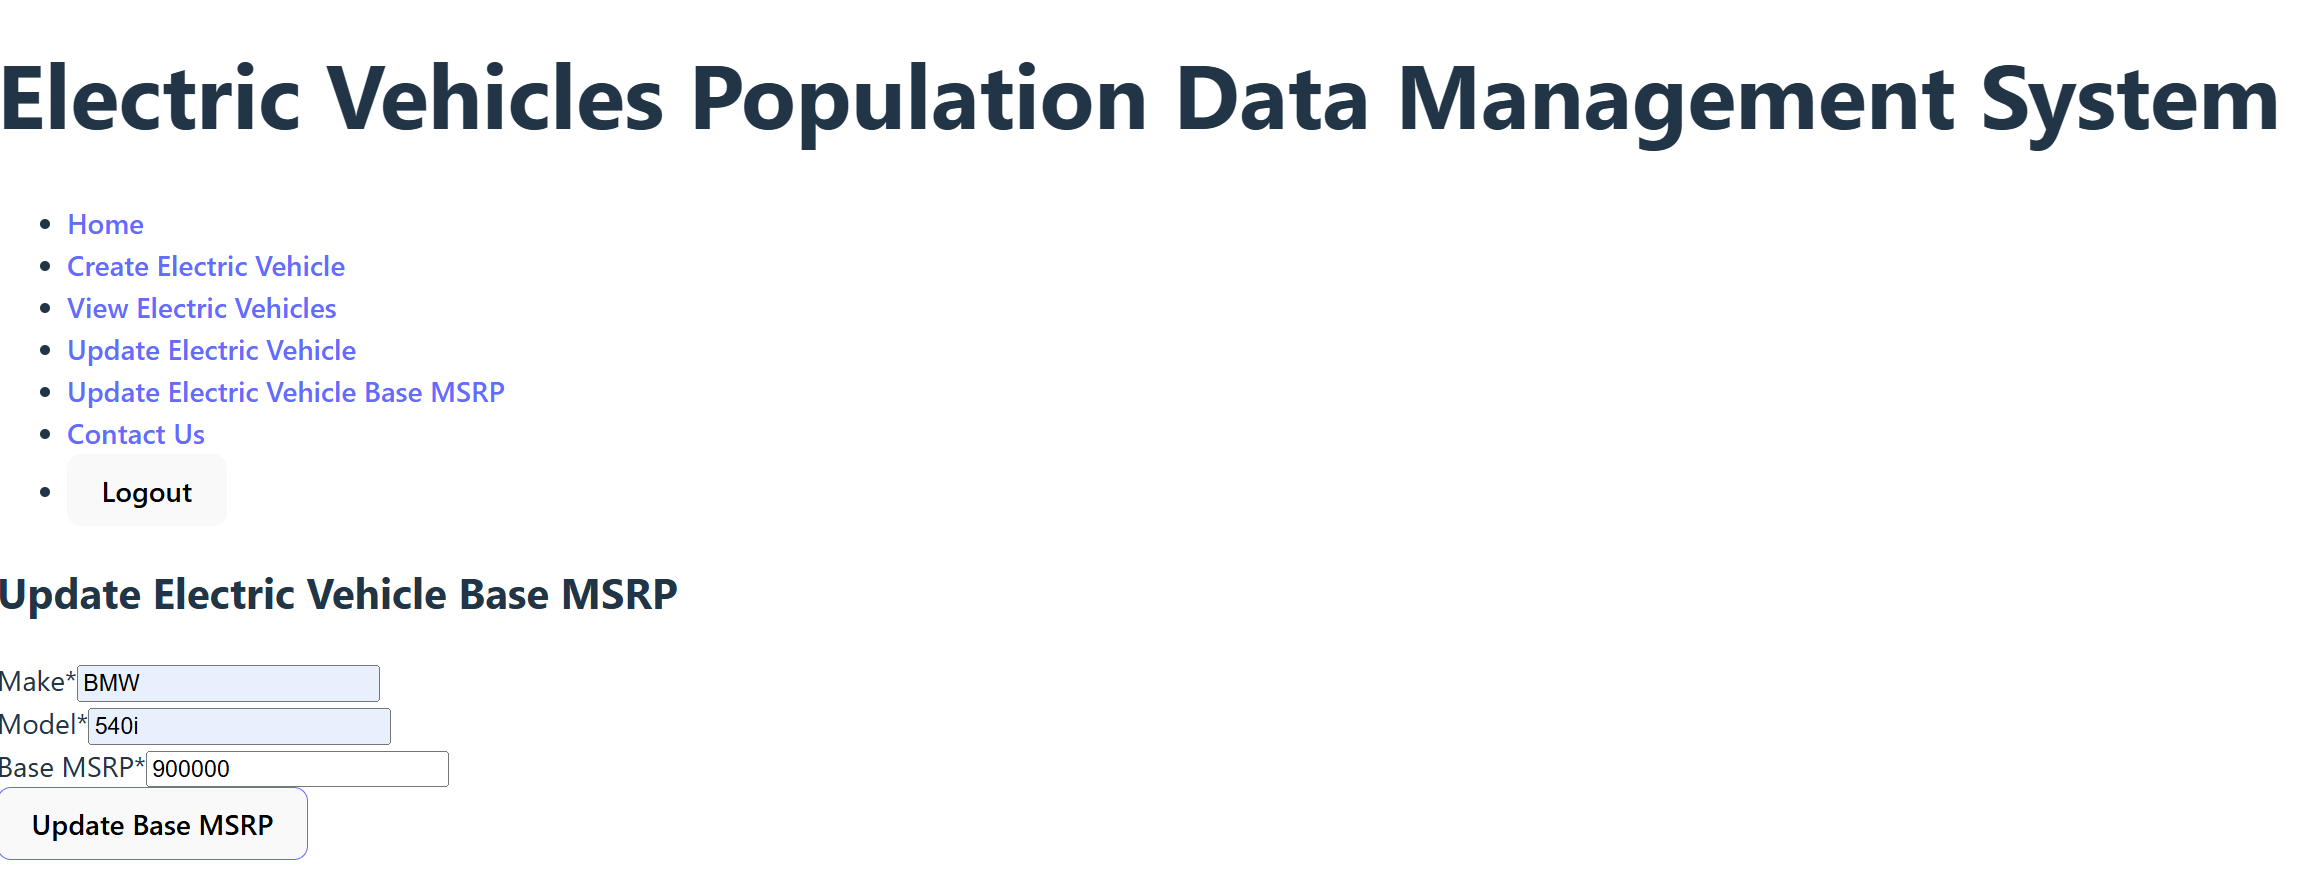 Electric Vehicles Population Data Management System
Home
Create Electric Vehicle
View Electric Vehicles
Update Electric Vehicle
Update Electric Vehicle Base MSRP
Contact Us
Logout
Update Electric Vehicle Base MSRP
Make* BMW
Model* 540i
Base MSRP* 900000
Update Base MSRP